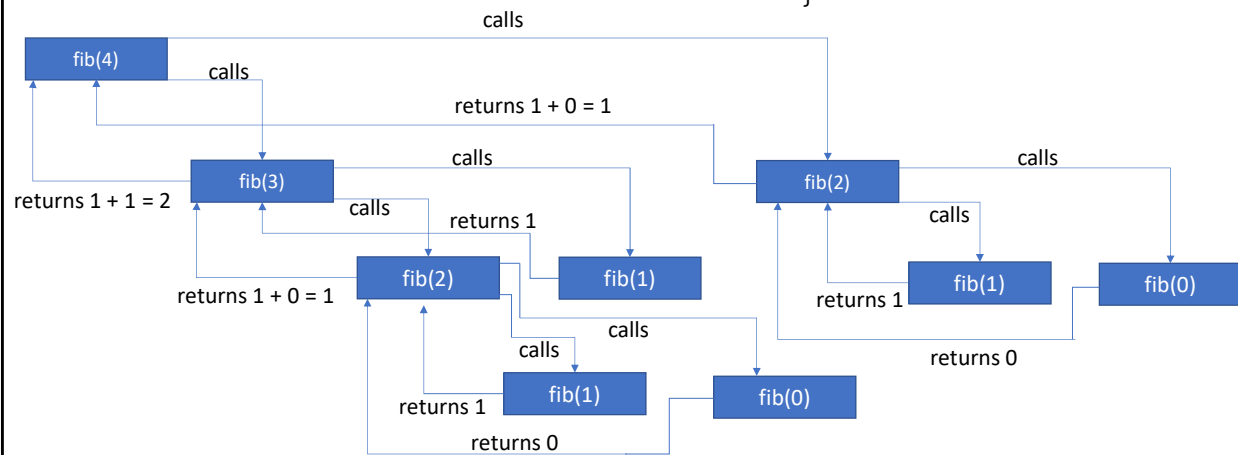 }
calls
fib(4)
calls
returns 1 + 0 = 1
calls
calls
fib(3)
fib(2)
returns 1 + 1 = 2
calls
calls
returns 1
fib(2)
fib(1)
fib(1)
fib(0)
returns 1 + 0 = 1
returns 1
calls
calls
returns 0
fib(1)
fib(0)
returns 1
returns 0